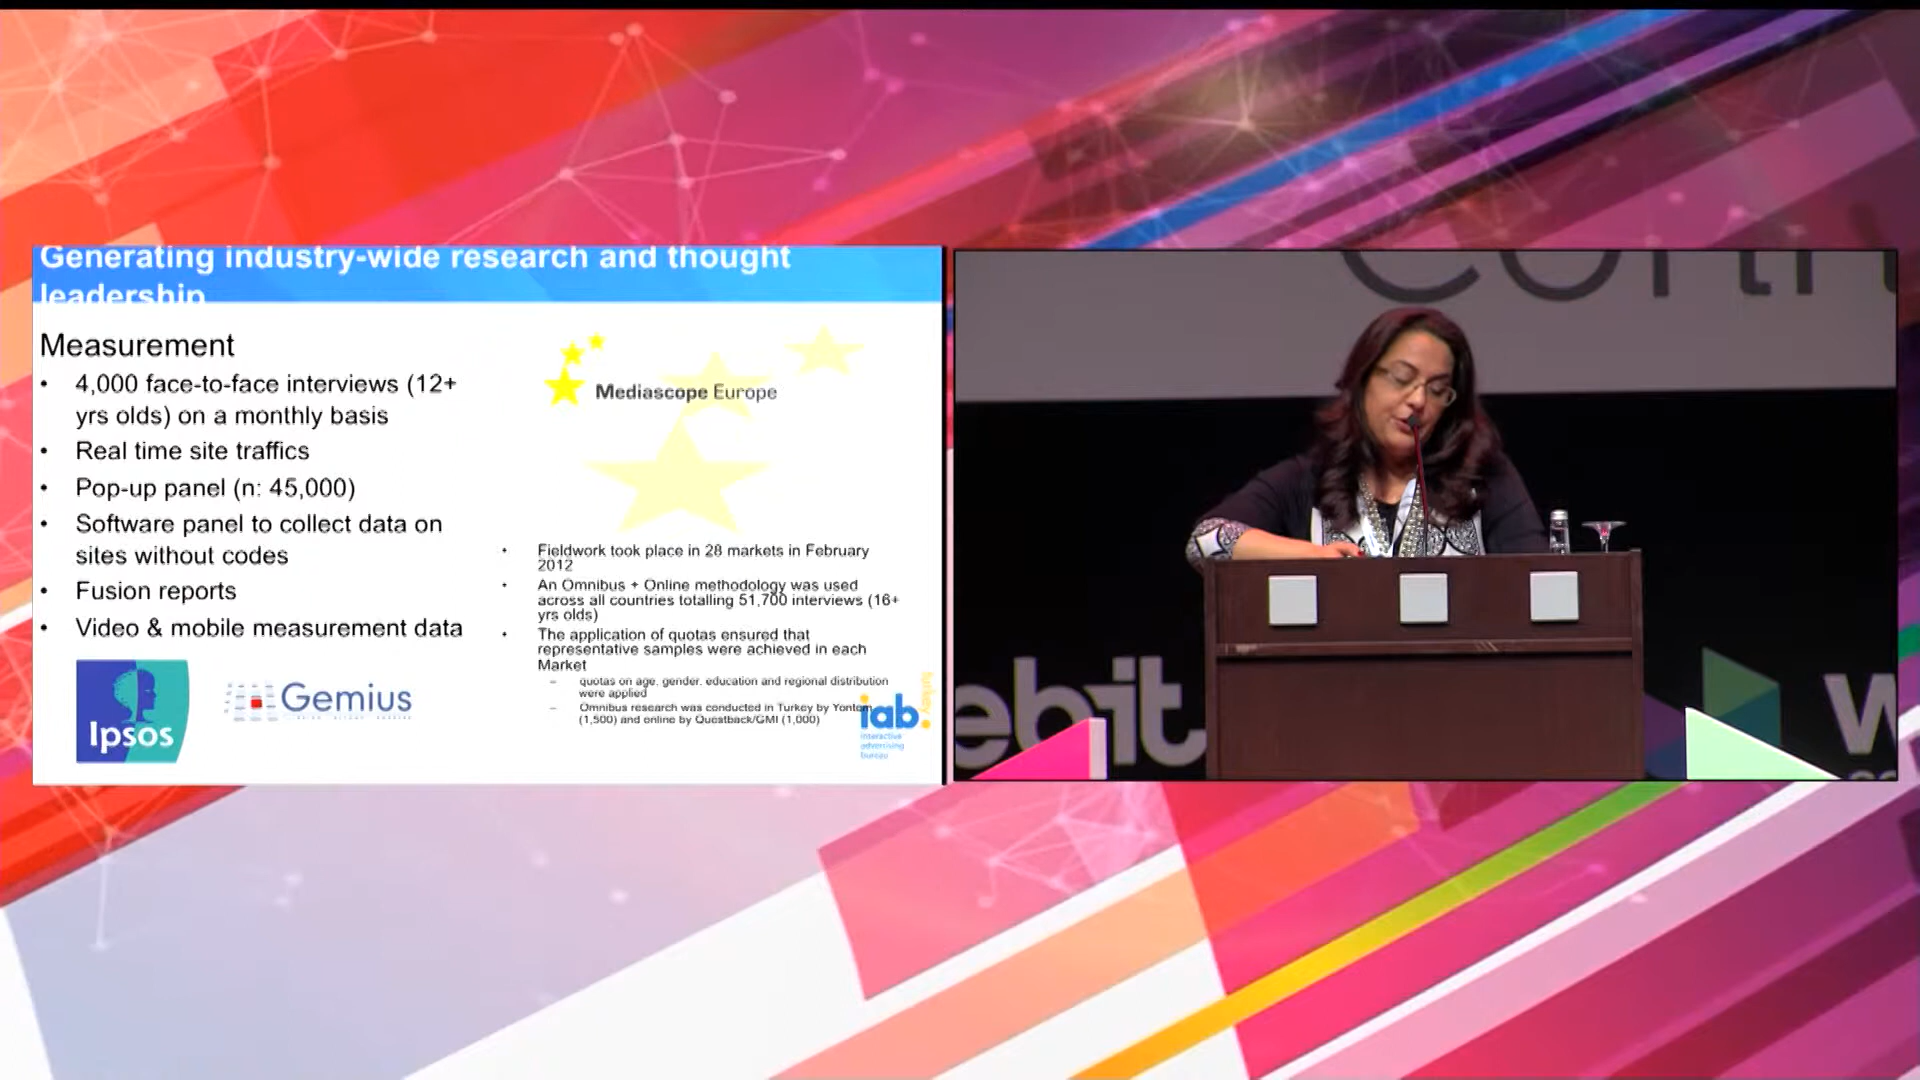 Generating industry-wide research and thought
leadership
Measurement
• 4,000 face-to-face interviews (12+
yrs olds) on a monthly basis
• Real time site traffics
• Pop-up panel (n: 45,000)
• Software panel to collect data on
sites without codes
• Fusion reports
• Video & mobile measurement data
Ipsos
Gemius
Mediascope Europe
• Fieldwork took place in 28 markets in February
2012
• An Omnibus + Online methodology was used
across all countries totalling 51,700 interviews (16+
yrs olds)
• The application of quotas ensured that
representative samples were achieved in each
Market
– quotas on age, gender, education and regional distribution
were applied
– Omnibus research was conducted in Turkey by Yontem
(1,500) and online by Questback/GMI (1,000)
iab
turkey
interactive
advertising
bureau
ebit
W